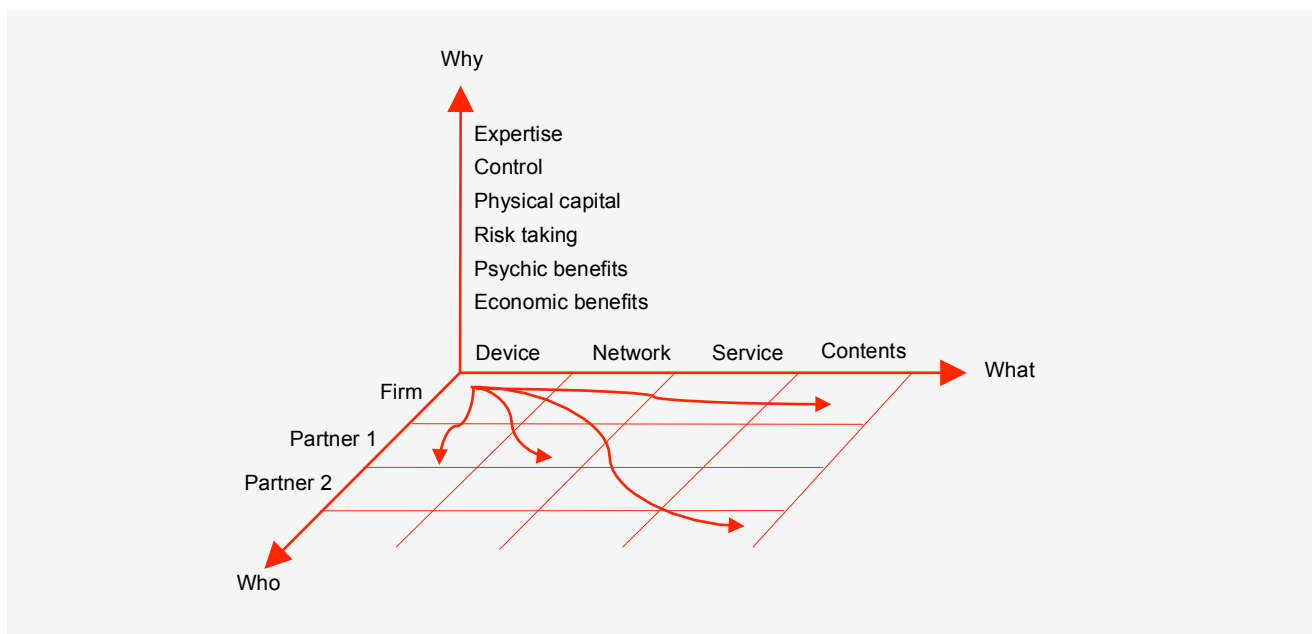 Why
Expertise
Control
Physical capital
Risk taking
Psychic benefits
Economic benefits
Device Network Service Contents
What
Firm
Partner 1
Partner 2
Who